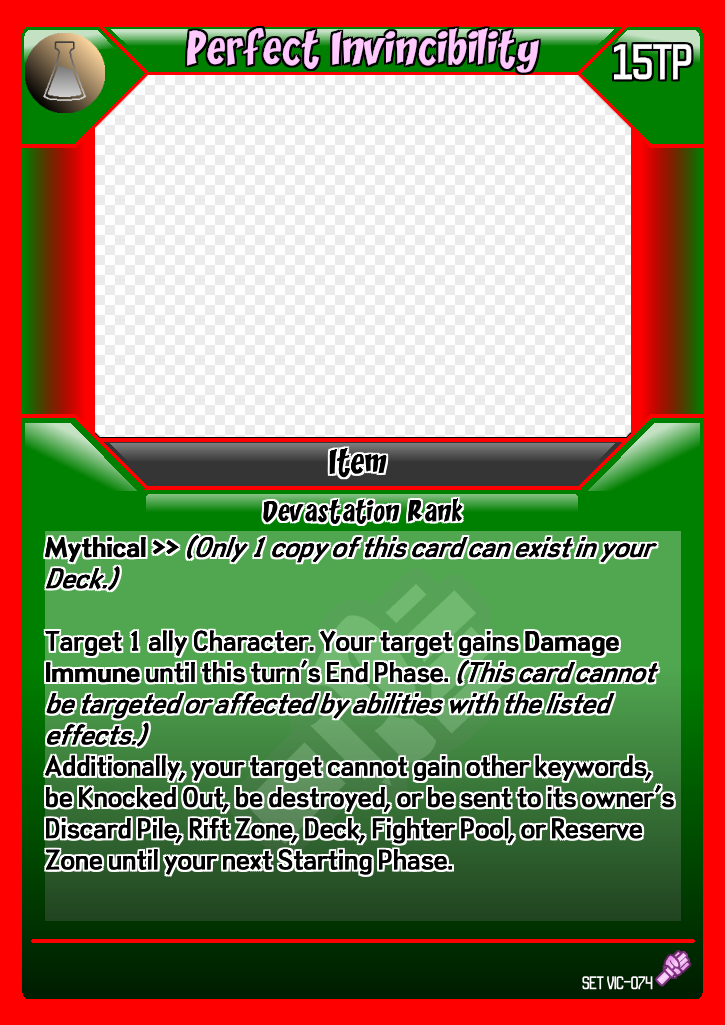 Perfect Invincibility
15TP
Item
Devastation Rank
Mythical >> (Only 1 copy of this card can exist in your
Deck.)
Target 1 ally Character. Your target gains Damage
Immune until this turn's End Phase. (This card cannot
be targeted or affected by abilities with the listed
effects.)
Additionally, your target cannot gain other keywords,
be Knocked Out, be destroyed, or be sent to its owner's
Discard Pile, Rift Zone, Deck, Fighter Pool, or Reserve
Zone until your next Starting Phase.
SET VIC-074